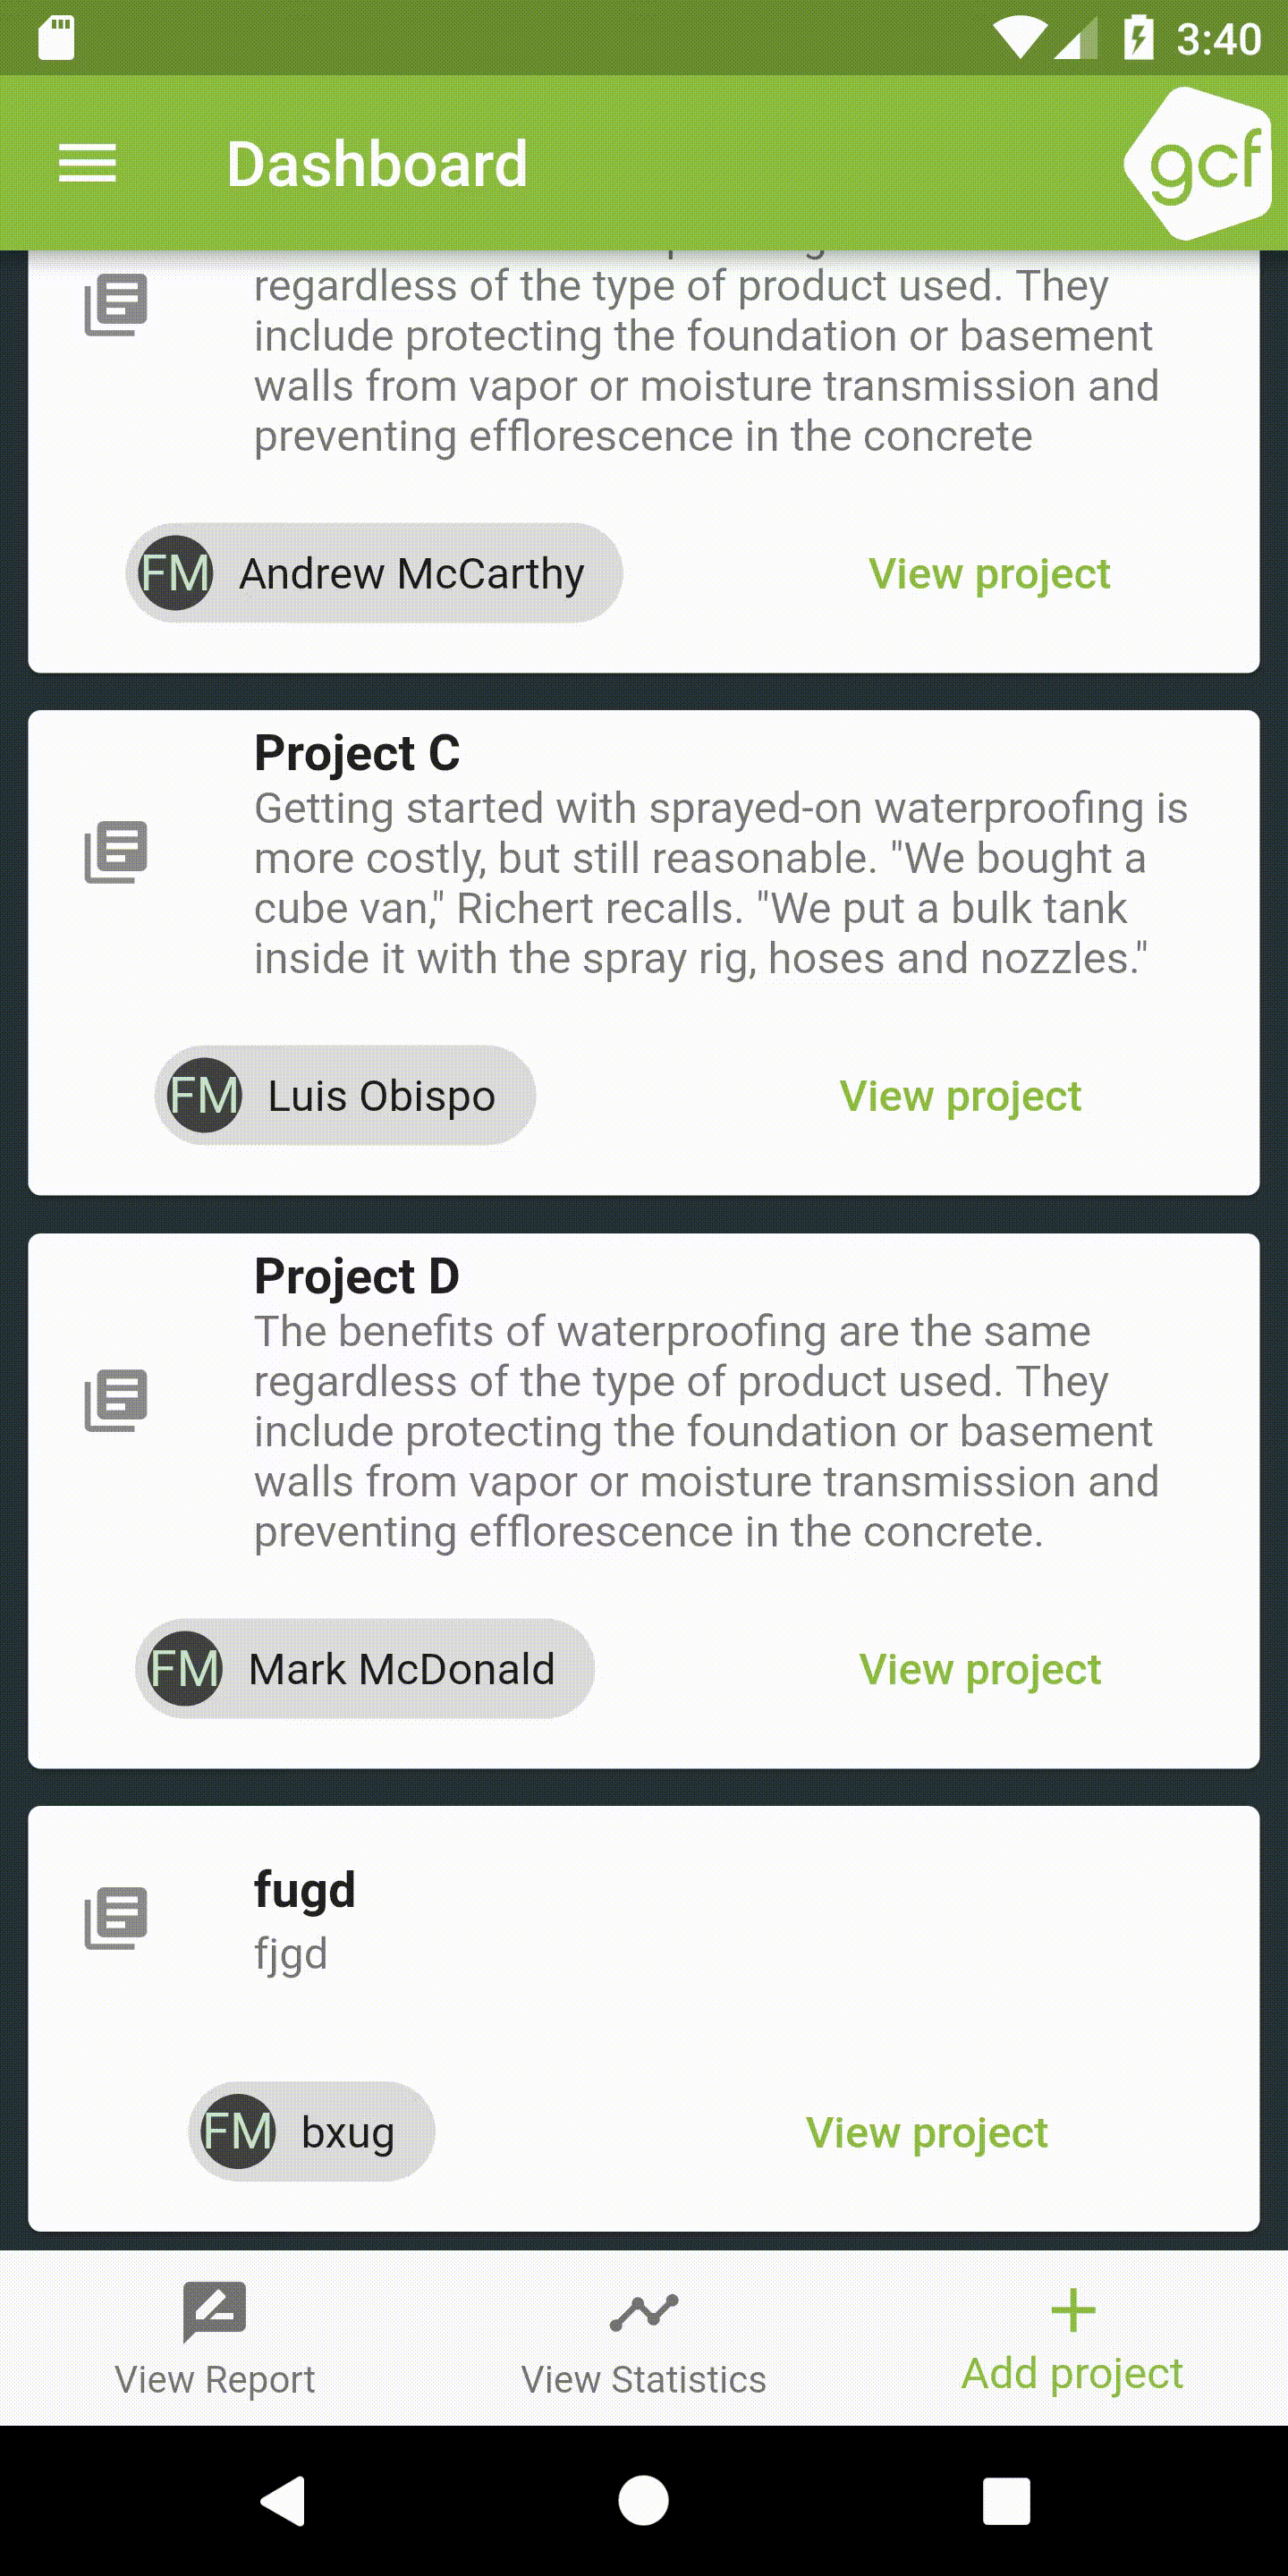 3:40
Dashboard
gcf
regardless of the type of product used. They
include protecting the foundation or basement
walls from vapor or moisture transmission and
preventing efflorescence in the concrete
FM Andrew McCarthy View project
Project C
Getting started with sprayed-on waterproofing is
more costly, but still reasonable. "We bought a
cube van," Richert recalls. "We put a bulk tank
inside it with the spray rig, hoses and nozzles."
FM Luis Obispo View project
Project D
The benefits of waterproofing are the same
regardless of the type of product used. They
include protecting the foundation or basement
walls from vapor or moisture transmission and
preventing efflorescence in the concrete.
FM Mark McDonald View project
fugd
fjgd
FM bxug View project
View Report View Statistics Add project